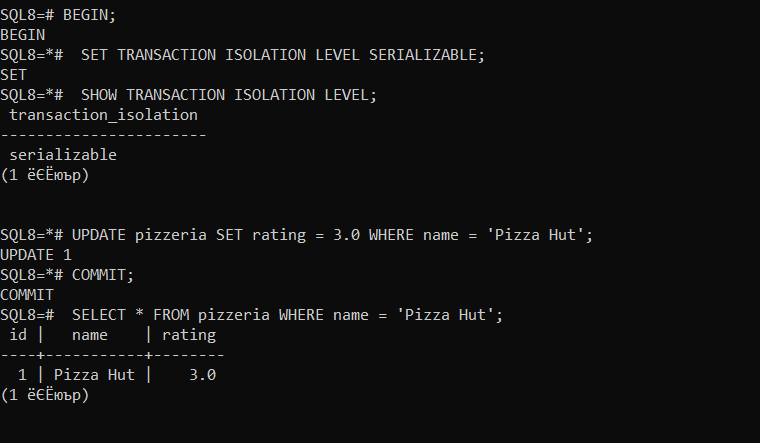 SQL8=# BEGIN;
BEGIN
SQL8=*#  SET TRANSACTION ISOLATION LEVEL SERIALIZABLE;
SET
SQL8=*#  SHOW TRANSACTION ISOLATION LEVEL;
 transaction_isolation
-----------------------
 serializable
(1 ёЄЁюър)
SQL8=*# UPDATE pizzeria SET rating = 3.0 WHERE name = 'Pizza Hut';
UPDATE 1
SQL8=*# COMMIT;
COMMIT
SQL8=#  SELECT * FROM pizzeria WHERE name = 'Pizza Hut';
 id |   name    | rating
----+-----------+--------
  1 | Pizza Hut |    3.0
(1 ёЄЁюър)